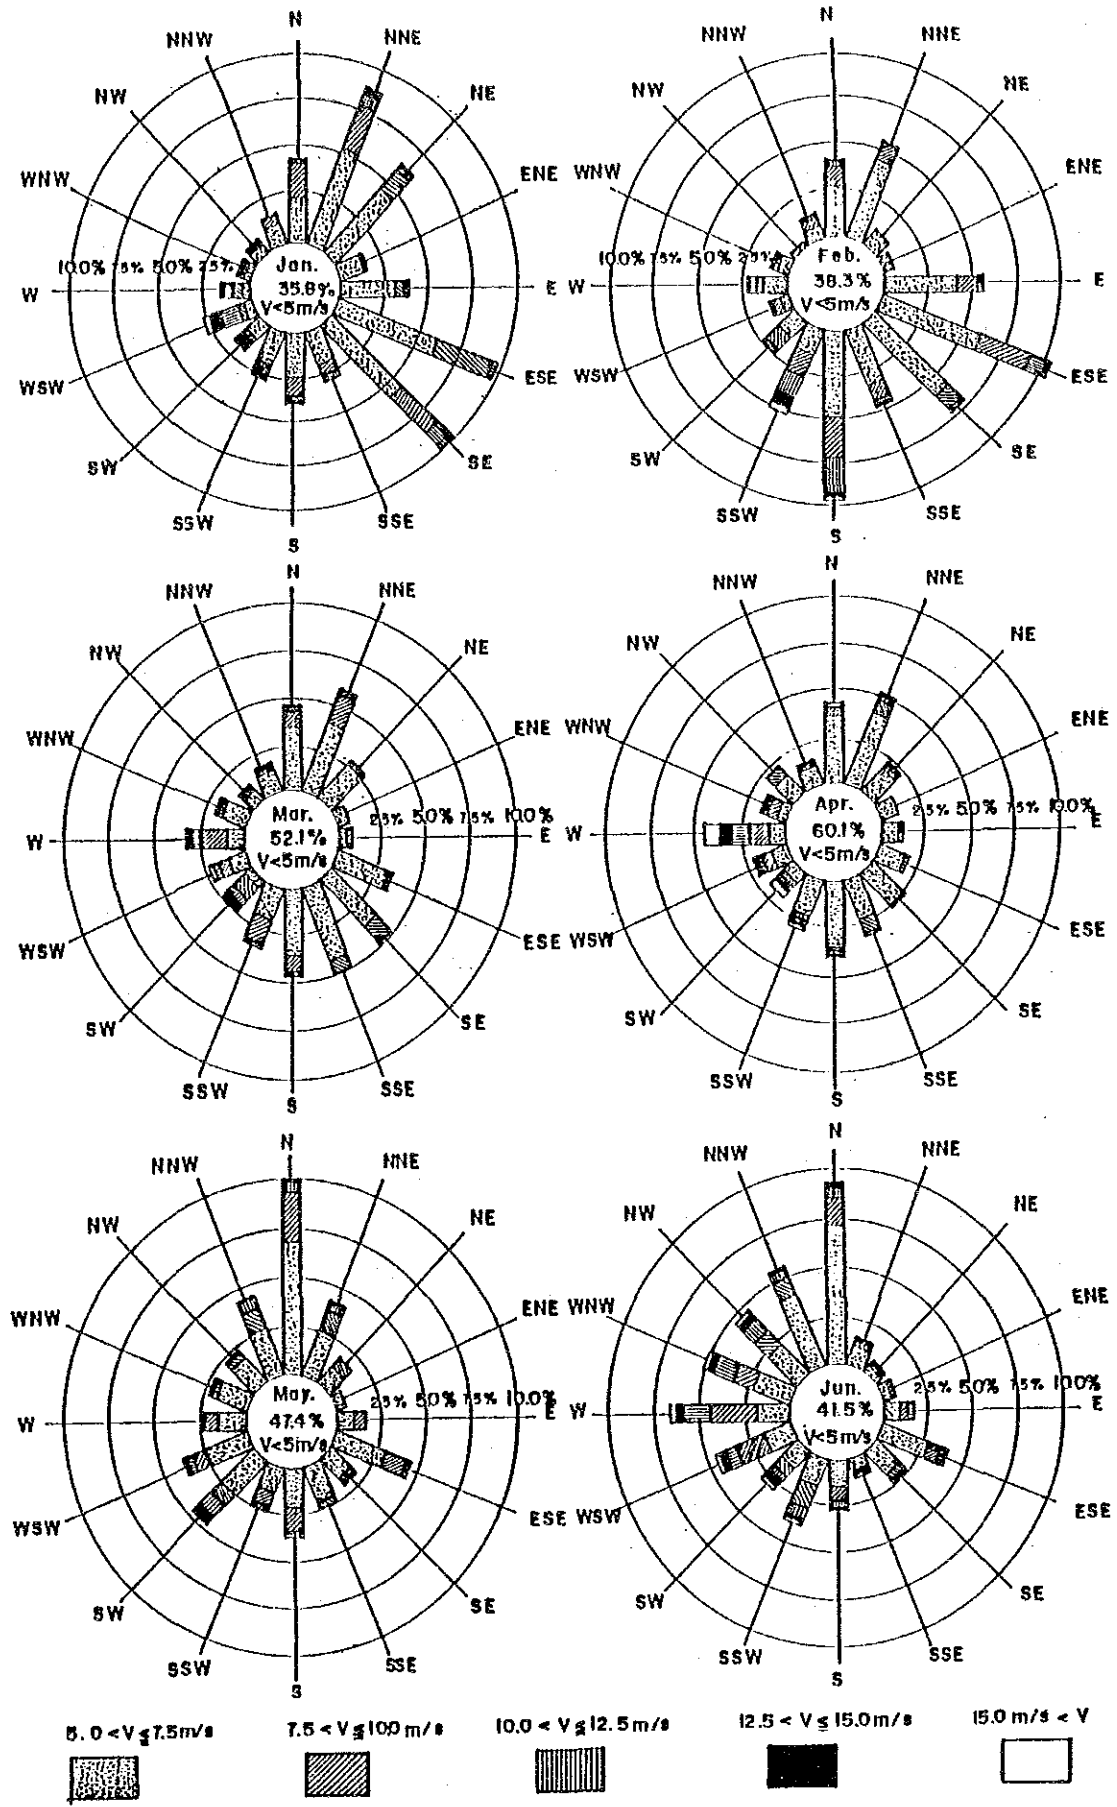 N
N
NNW
NNE
NNW
NNE
NW
NE
NW
NE
WNW
ENE
WNW
ENE
10.0% 7.5% 5.0% 2.5%
Jan.
35.8%
V<5m/s
10.0% 7.5% 5.0% 2.5%
Feb.
38.3%
V<5m/s
W
E
W
E
WSW
ESE
WSW
ESE
SW
SE
SW
SE
SSW
SSE
SSW
SSE
S
S
N
N
NNW
NNE
NNW
NNE
NW
NE
NW
NE
WNW
ENE
WNW
ENE
Mar.
52.1%
V<5m/s
2.5% 5.0% 7.5% 10.0%
Apr.
60.1%
V<5m/s
2.5% 5.0% 7.5% 10.0%
W
E
W
E
WSW
ESE
WSW
ESE
SW
SE
SW
SE
SSW
SSE
SSW
SSE
S
S
N
N
NNW
NNE
NNW
NNE
NW
NE
NW
NE
WNW
ENE
WNW
ENE
May.
47.4%
V<5m/s
2.5% 5.0% 7.5% 10.0%
Jun.
41.5%
V<5m/s
2.5% 5.0% 7.5% 10.0%
W
E
W
E
WSW
ESE
WSW
ESE
SW
SE
SW
SE
SSW
SSE
SSW
SSE
S
S
5.0 < V ≦ 7.5 m/s
7.5 < V ≦ 10.0 m/s
10.0 < V ≦ 12.5 m/s
12.5 < V ≦ 15.0 m/s
15.0 m/s < V